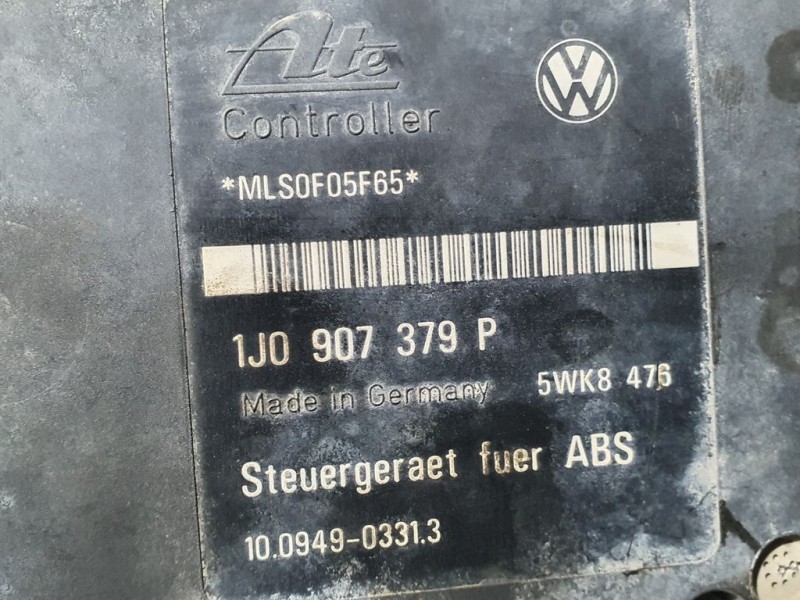 Ate
Controller
*MLS0F05F65*
1J0 907 379 P
Made in Germany
5WK8 476
Steuergeraet fuer ABS
10.0949-0331.3